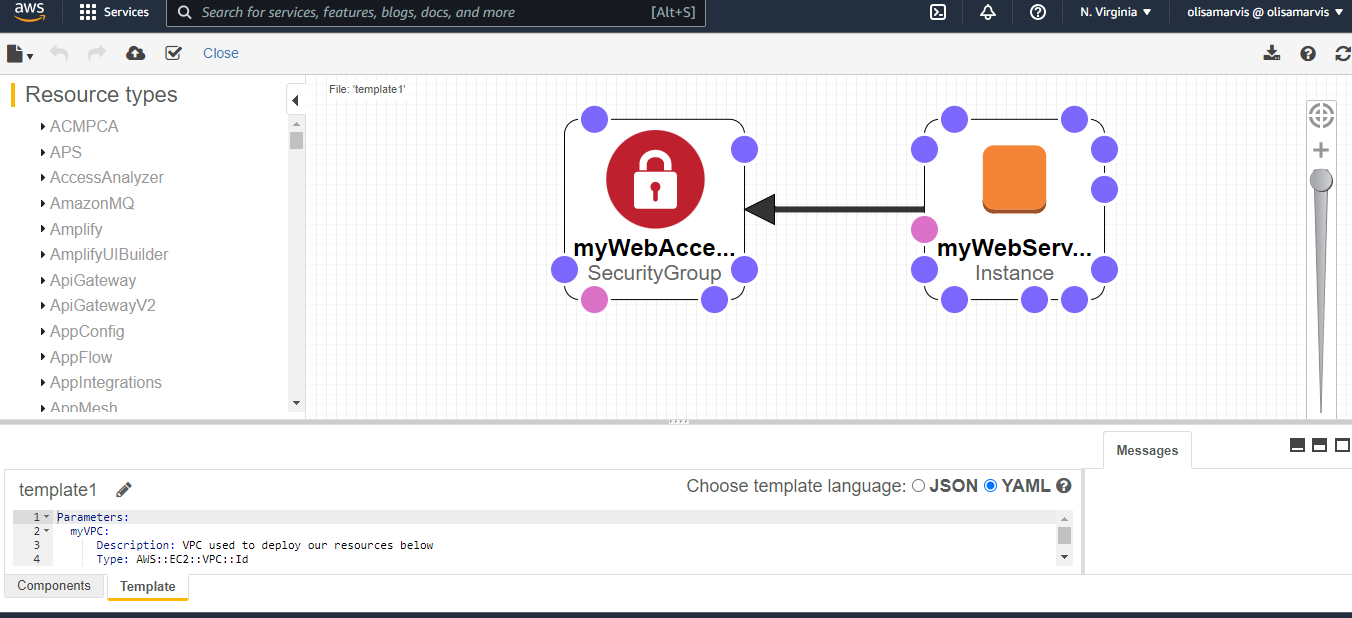 aws
Services
Search for services, features, blogs, docs, and more
[Alt+S]
N. Virginia
olisamarvis @ olisamarvis
Close
Resource types
ACMPCA
APS
AccessAnalyzer
AmazonMQ
Amplify
AmplifyUIBuilder
ApiGateway
ApiGatewayV2
AppConfig
AppFlow
AppIntegrations
AppMesh
File: 'template1'
myWebAcce...
SecurityGroup
myWebServ...
Instance
Messages
template1
Choose template language: JSON YAML
1 Parameters:
2 myVPC:
3 Description: VPC used to deploy our resources below
4 Type: AWS::EC2::VPC::Id
Components
Template